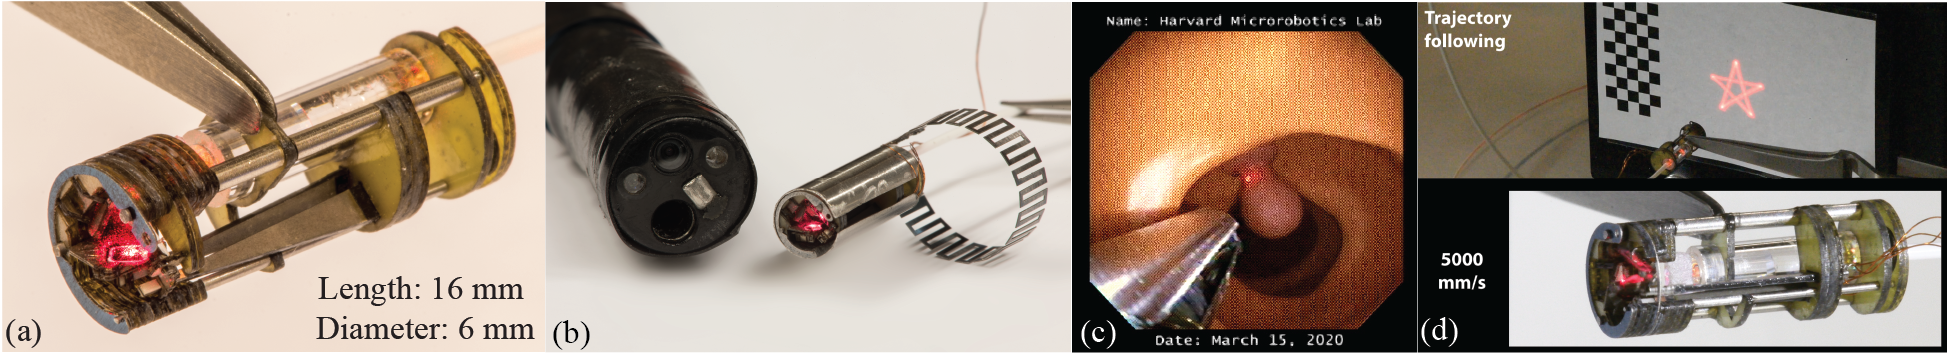 Length: 16 mm
Diameter: 6 mm
(a)
(b)
Name: Harvard Microrobotics Lab
(c)
Date: March 15, 2020
Trajectory
following
5000
mm/s
(d)